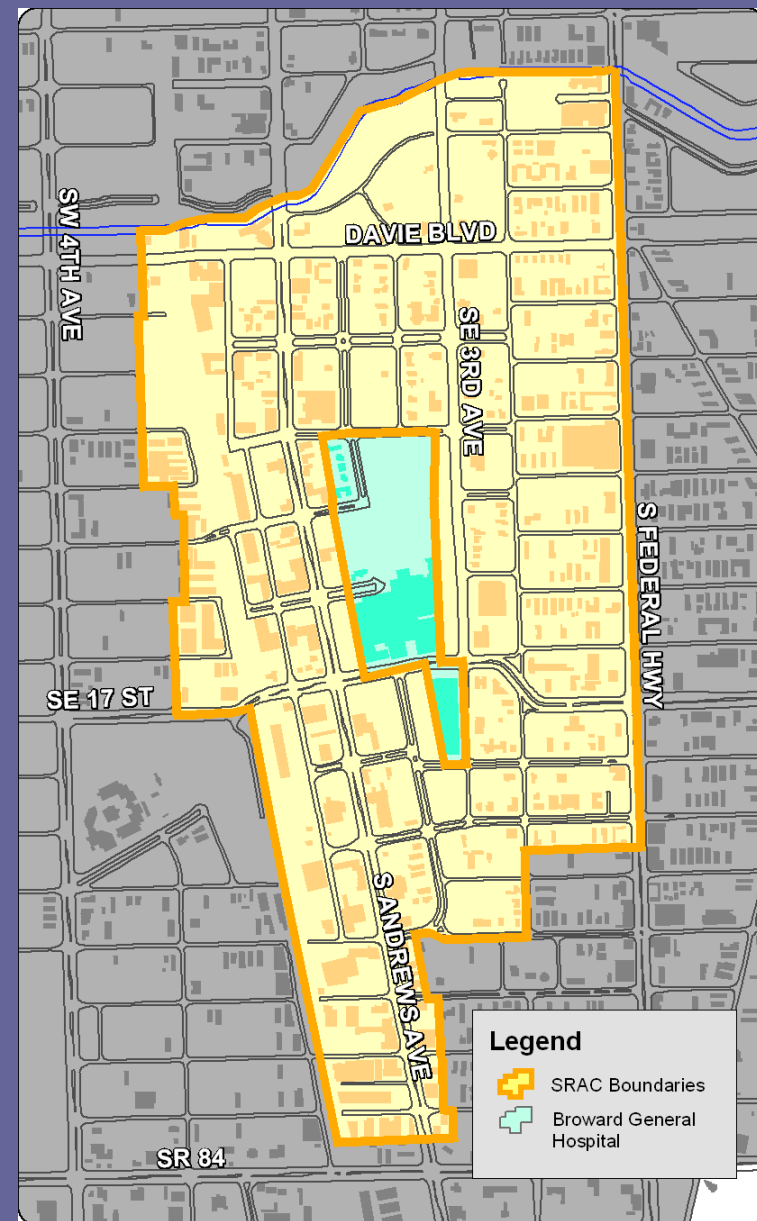 SW 4TH AVE
DAVIE BLVD
SE 3RD AVE
S FEDERAL HWY
SE 17 ST
S ANDREWS AVE
SR 84
Legend
SRAC Boundaries
Broward General
Hospital